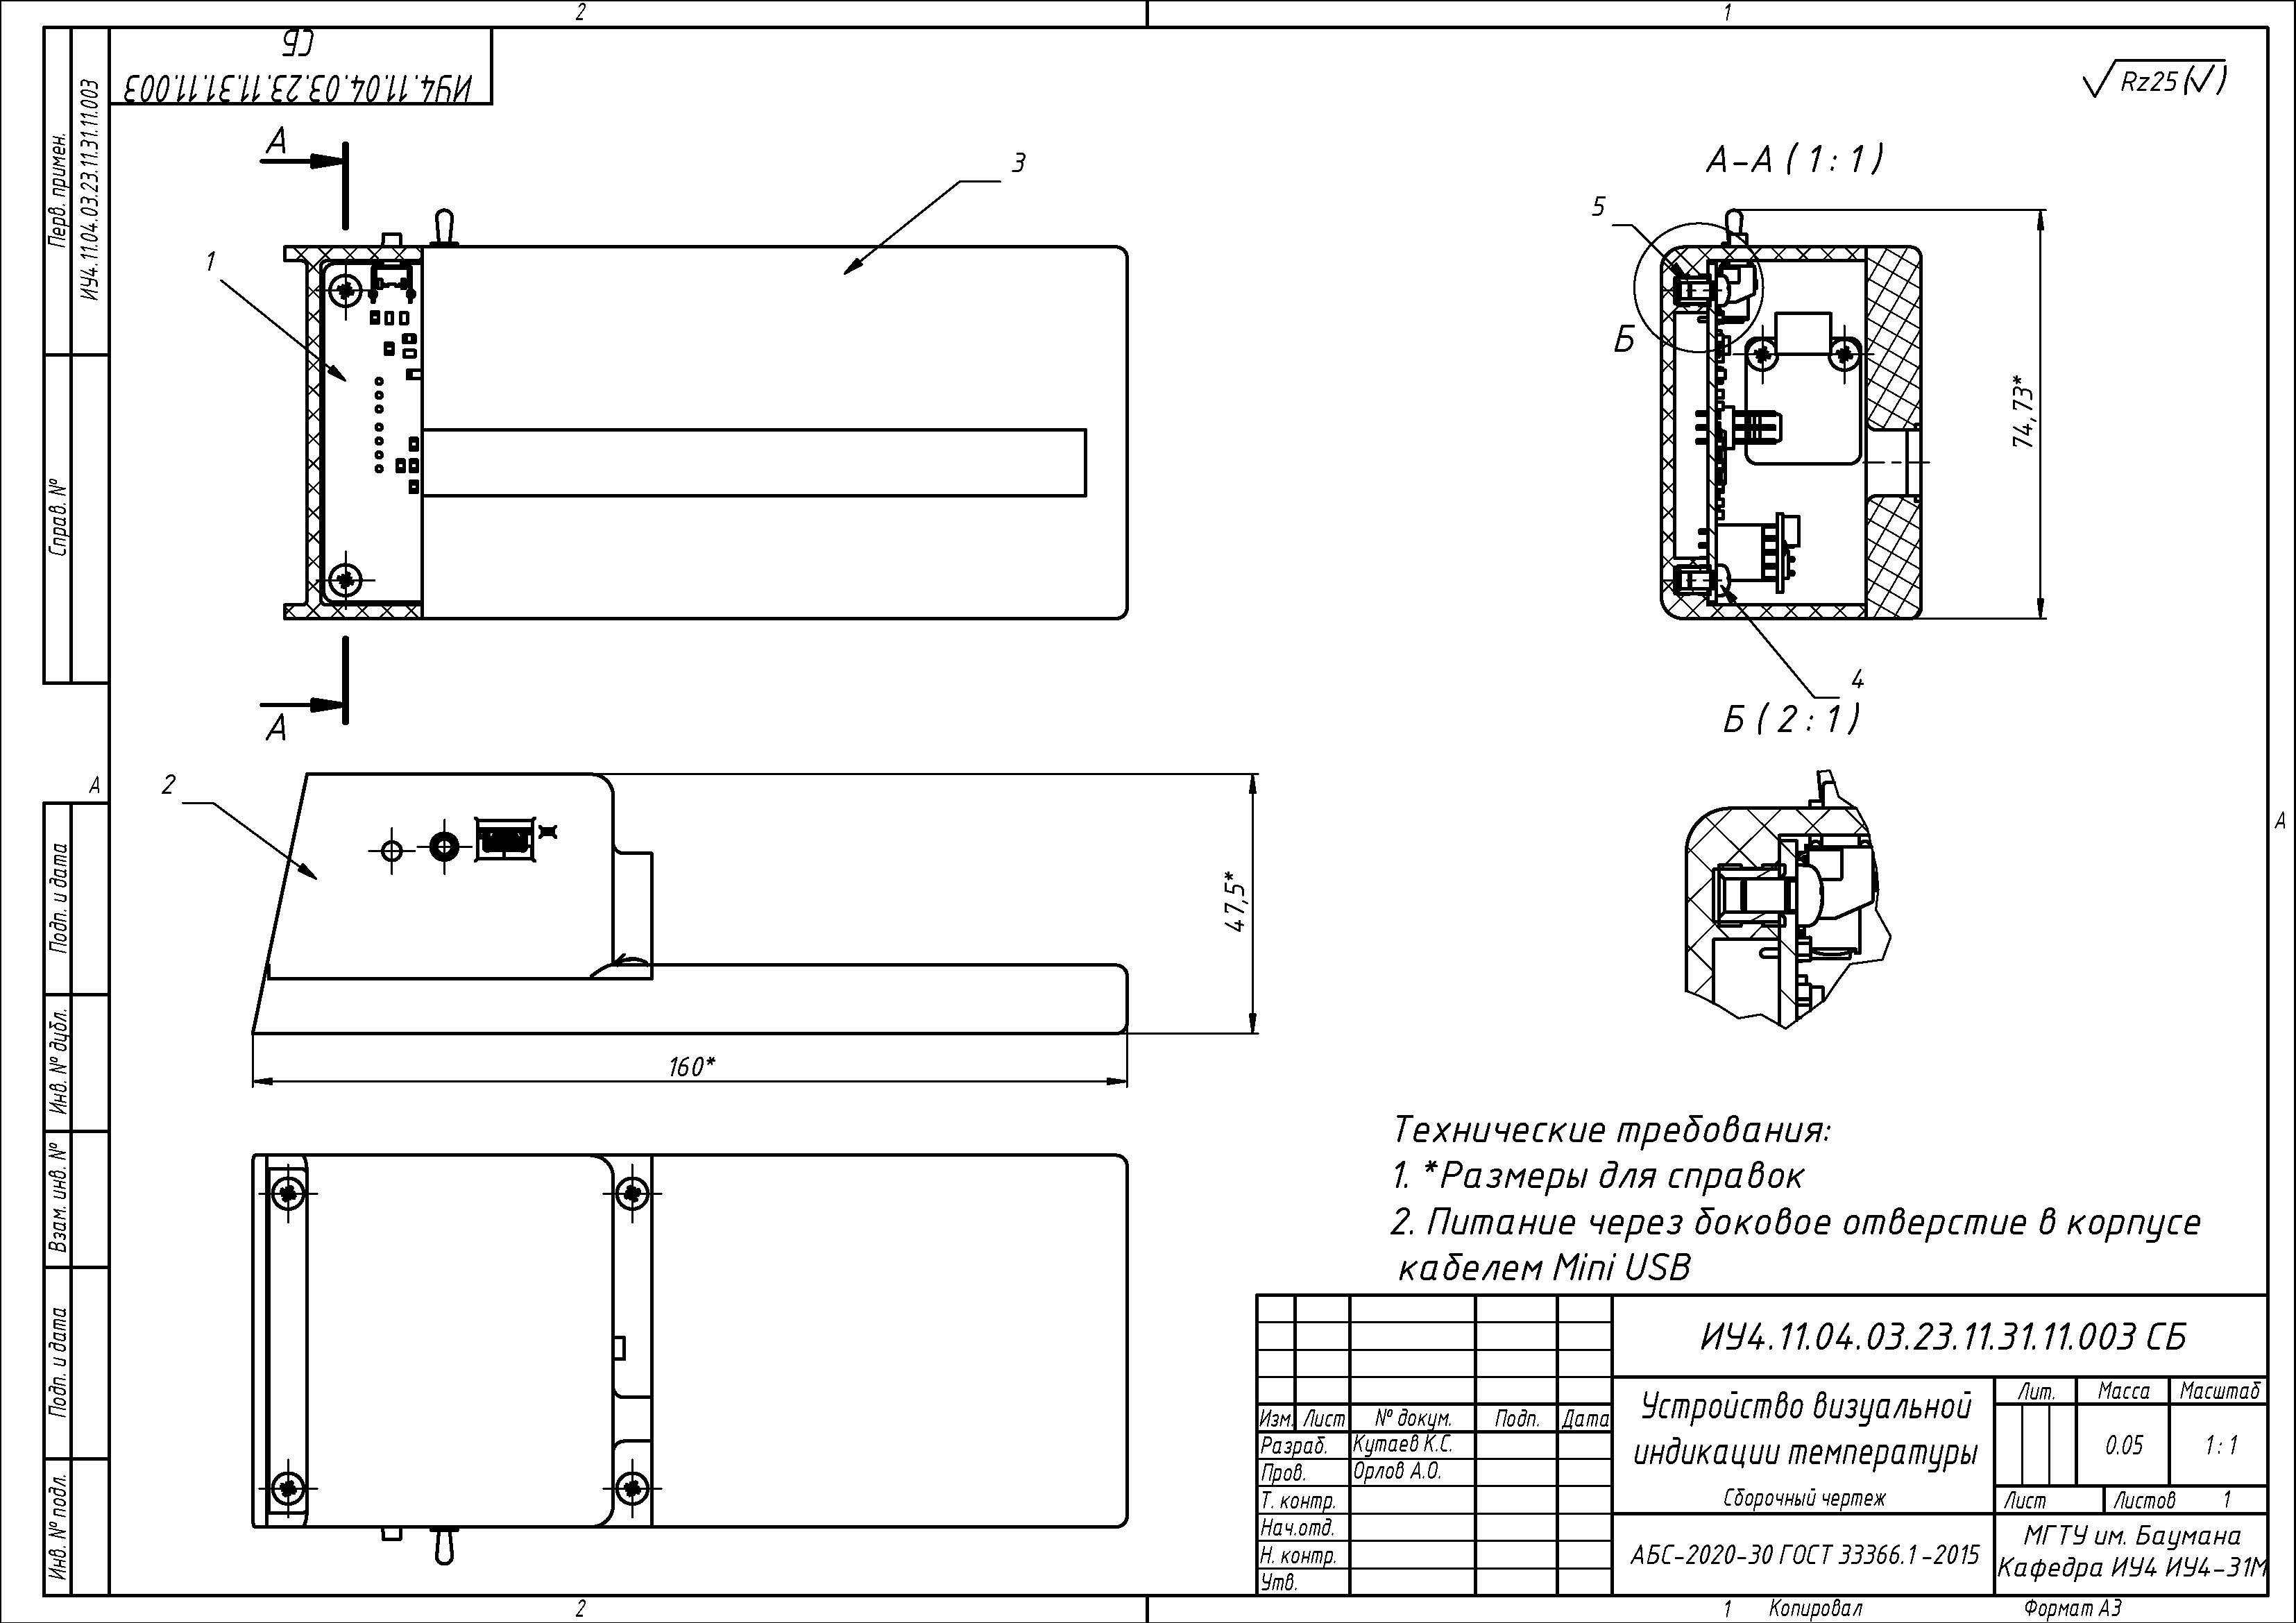 2
1
ИУ4.11.04.03.23.11.31.11.003
СБ
Перв. примен.
ИУ4.11.04.03.23.11.31.11.003
Справ. №
Подп. и дата
Инв. № дубл.
Взам. инв. №
Подп. и дата
Инв. № подл.
А
А
Rz25 (√)
А
А
1
3
2
47,5*
160*
А-А ( 1 : 1 )
5
Б
74,73*
4
Б ( 2 : 1 )
Технические требования:
1. *Размеры для справок
2. Питание через боковое отверстие в корпусе
кабелем Mini USB
ИУ4.11.04.03.23.11.31.11.003 СБ
Устройство визуальной
индикации температуры
Сборочный чертеж
Лит. Масса Масштаб
0.05 1 : 1
Лист Листов 1
Изм. Лист № докум. Подп. Дата
Разраб. Кутаев К.С.
Пров. Орлов А.О.
Т. контр.
Нач.отд.
Н. контр.
Утв.
АБС-2020-30 ГОСТ 33366.1-2015
МГТУ им. Баумана
Кафедра ИУ4 ИУ4-31М
2
1 Копировал Формат А3